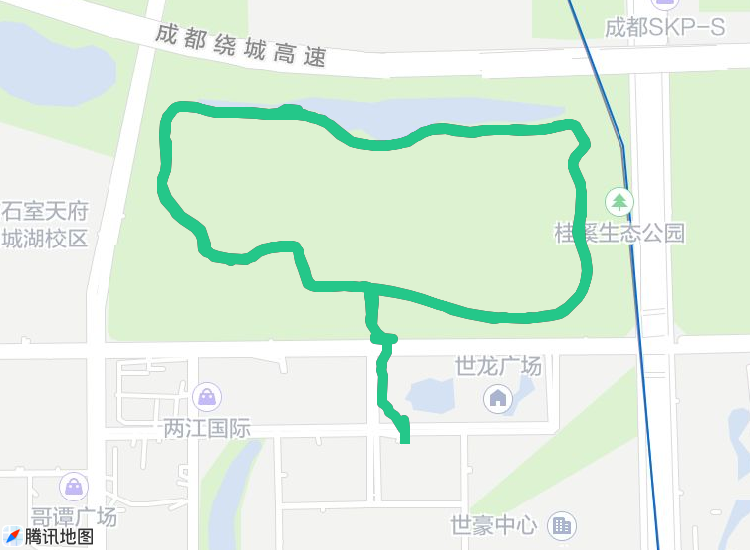 成都绕城高速
成都SKP-S
石室天府
城湖校区
桂溪生态公园
世龙广场
两江国际
哥谭广场
世豪中心
腾讯地图